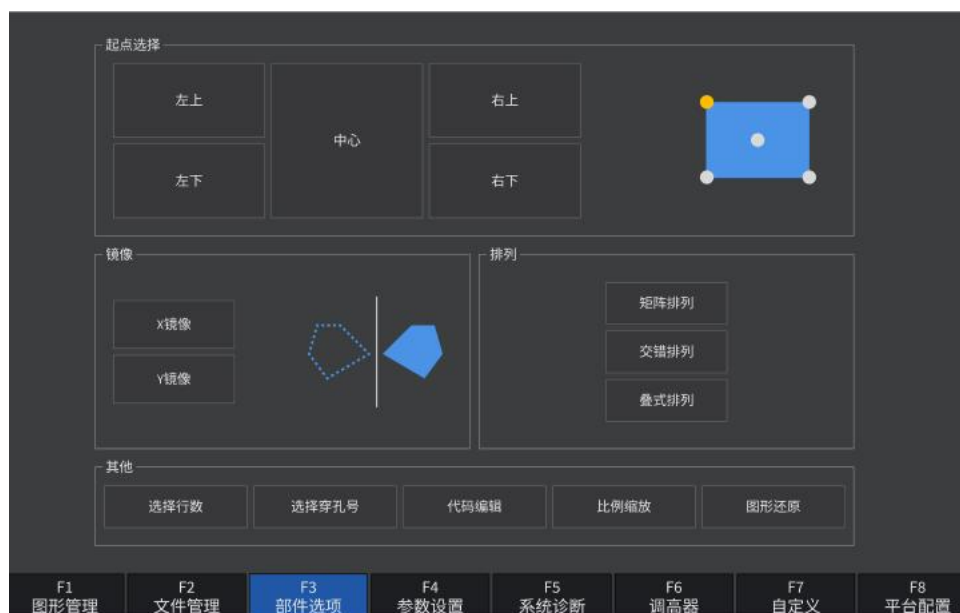 起点选择
左上
中心
右上
左下
右下
镜像
X镜像
Y镜像
排列
矩阵排列
交错排列
叠式排列
其他
选择行数
选择穿孔号
代码编辑
比例缩放
图形还原
F1
图形管理
F2
文件管理
F3
部件选项
F4
参数设置
F5
系统诊断
F6
调高器
F7
自定义
F8
平台配置